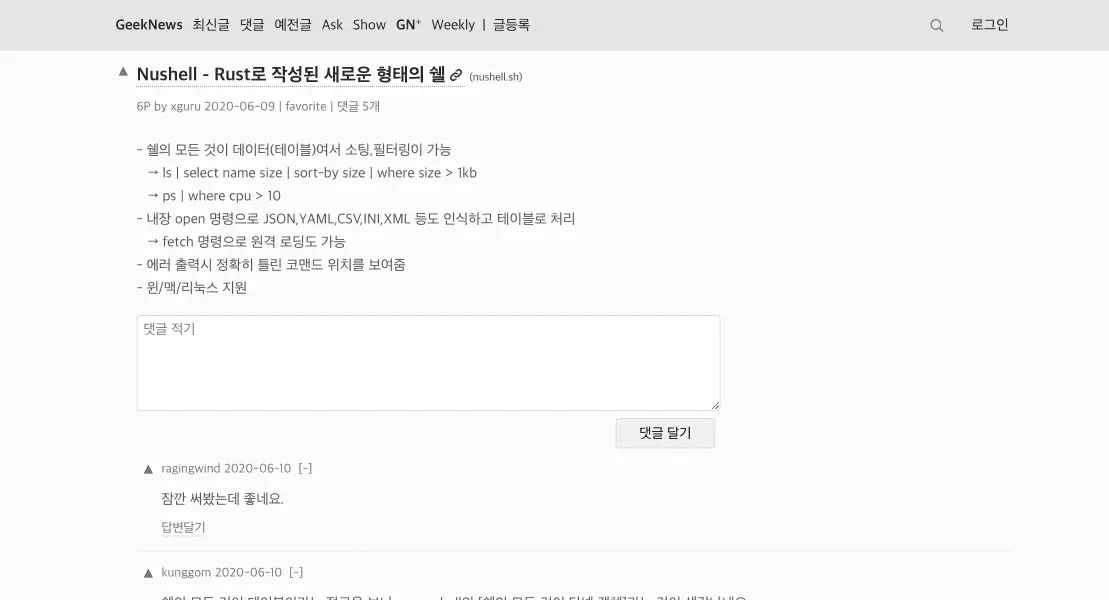 GeekNews 최신글 댓글 예전글 Ask Show GN⁺ Weekly | 글등록 로그인
▲ Nushell - Rust로 작성된 새로운 형태의 쉘 (nushell.sh)
6P by xguru 2020-06-09 | favorite | 댓글 5개
- 쉘의 모든 것이 데이터(테이블)여서 소팅,필터링이 가능
→ ls | select name size | sort-by size | where size > 1kb
→ ps | where cpu > 10
- 내장 open 명령으로 JSON,YAML,CSV,INI,XML 등도 인식하고 테이블로 처리
→ fetch 명령으로 원격 로딩도 가능
- 에러 출력시 정확히 틀린 코맨드 위치를 보여줌
- 윈/맥/리눅스 지원
댓글 적기
댓글 달기
▲ ragingwind 2020-06-10 [-]
잠깐 써봤는데 좋네요.
답변달기
▲ kunggom 2020-06-10 [-]